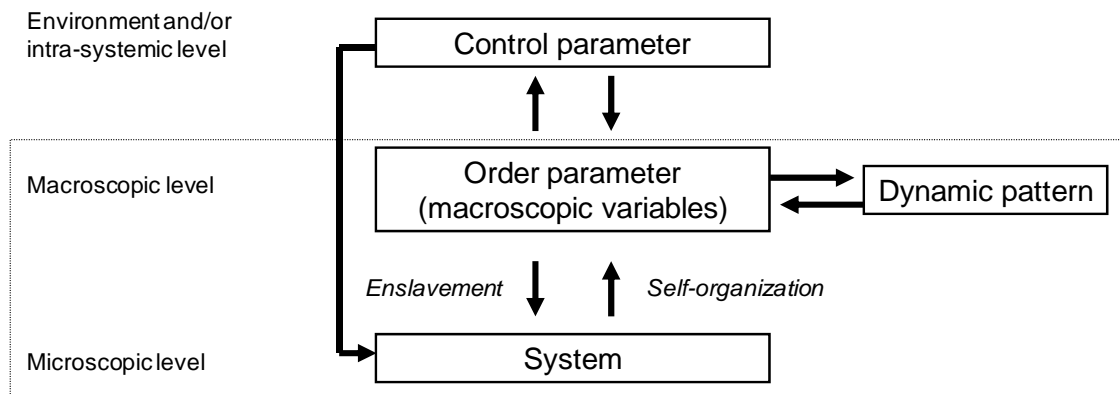 Environment and/or
intra-systemic level
Control parameter
Macroscopic level
Order parameter
(macroscopic variables)
Dynamic pattern
Enslavement
Self-organization
Microscopic level
System